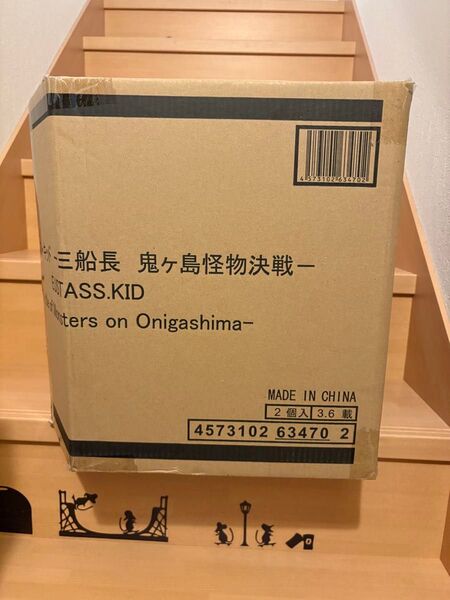 4573102634702
ー三船長 鬼ヶ島怪物決戦ー
ASS.KID
on Onigashima-
MADE IN CHINA
2個入 3.6 載
4573102 63470 2